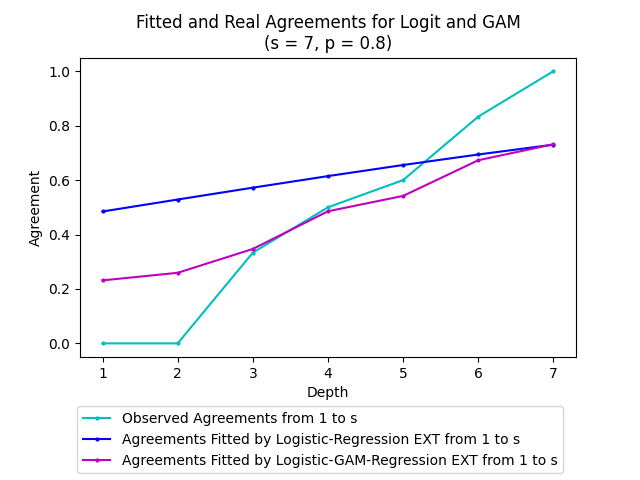 Fitted and Real Agreements for Logit and GAM
(s = 7, p = 0.8)
1.0
0.8
0.6
0.4
0.2
0.0
Agreement
1 2 3 4 5 6 7
Depth
Observed Agreements from 1 to s
Agreements Fitted by Logistic-Regression EXT from 1 to s
Agreements Fitted by Logistic-GAM-Regression EXT from 1 to s